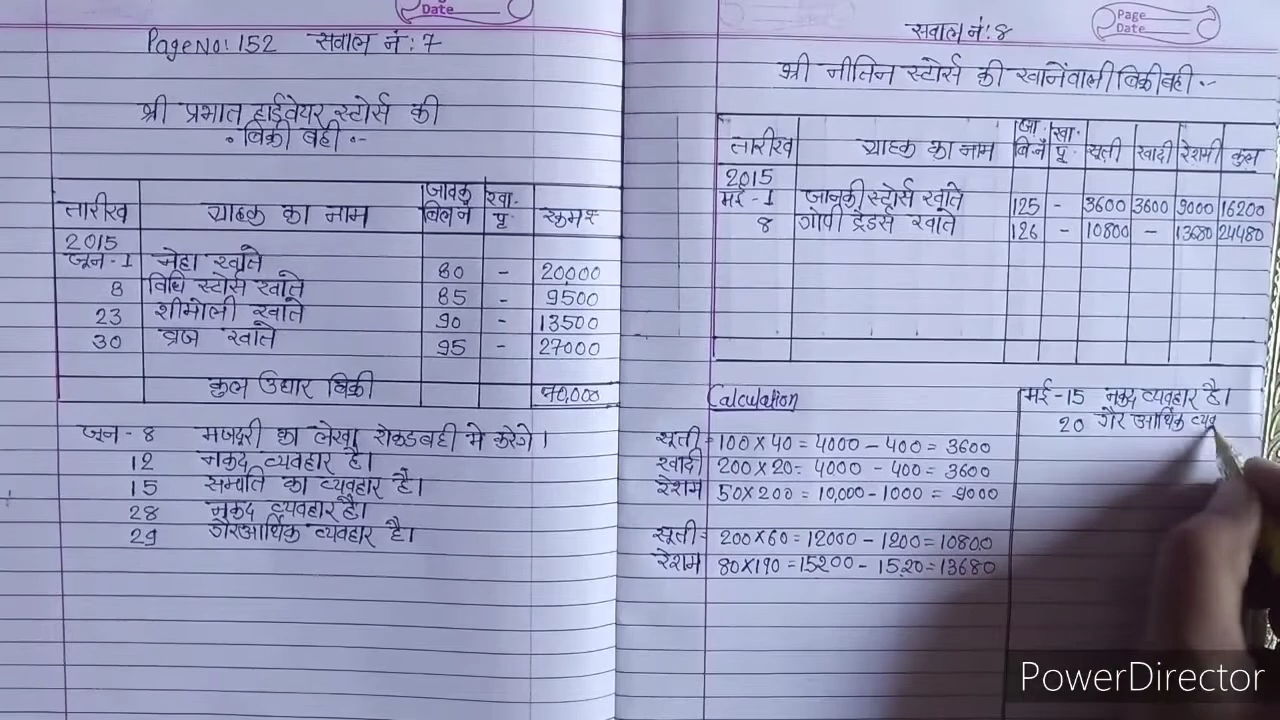 Date
PageNo: 152 सवाल नं: 7
श्री प्रभात हार्डवेयर स्टोर्स की
बिक्री बही
तारीख ग्राहक का नाम जावक बिल नं खा. पृ. रकम ₹
2015
जून-1 नेहा खाते 80 - 20,000
8 विधि स्टोर्स खाते 85 - 9500
23 शीमोली खाते 90 - 13500
30 व्रज खाते 95 - 27000
कुल उधार बिक्री 70,000
जून-8 मजदूरी का लेखा रोकडबही मे करेगे।
12 नकद व्यवहार है।
15 सम्पति का व्यवहार है।
28 नकद व्यवहार है।
29 गैरआर्थिक व्यवहार है।
सवाल नं: 8
Page
Date
श्री नीतिन स्टोर्स की खानेंवाली बिक्रीबही :-
तारीख ग्राहक का नाम जा. बि.नं खा. पृ. सूती खादी रेशमी कुल
2015
मई-1 जानकी स्टोर्स खाते 125 - 3600 3600 9000 16200
8 गोपी ट्रेडर्स खाते 126 - 10800 - 13680 24480
Calculation
सूती = 100 x 40 = 4000 - 400 = 3600
खादी 200 x 20 = 4000 - 400 = 3600
रेशम 50 x 200 = 10,000 - 1000 = 9000
सूती = 200 x 60 = 12000 - 1200 = 10800
रेशम 80 x 190 = 15200 - 1520 = 13680
मई-15 नकद व्यवहार है।
20 गैर आर्थिक व्यव
PowerDirector